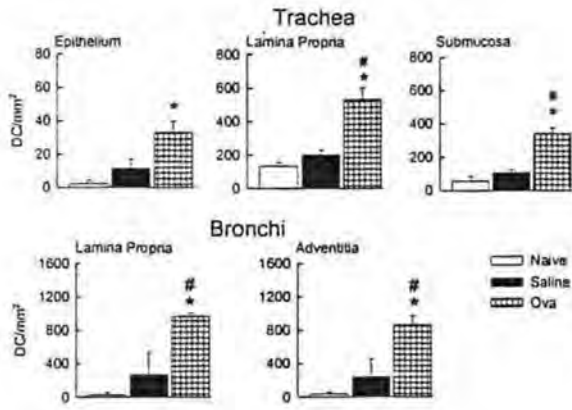 Trachea
Epithelium
Lamina Propria
Submucosa
DC/mm²
80
60
40
20
0
*
800
600
400
200
0
#
*
800
600
400
200
0
#
*
Bronchi
Lamina Propria
Adventitia
DC/mm²
1600
1200
800
400
0
#
*
1600
1200
800
400
0
#
*
Naive
Saline
Ova